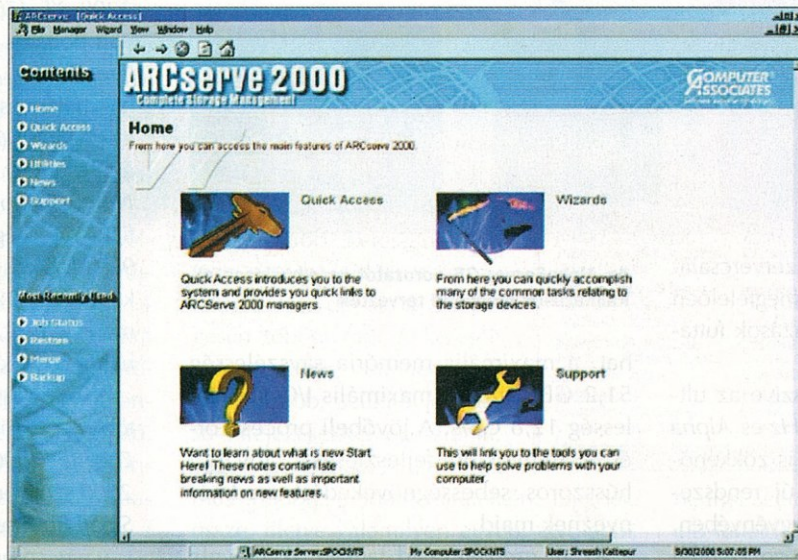 ARCserve - [Quick Access]
File Manager Wizard View Window Help
Contents
Home
Quick Access
Wizards
Utilities
News
Support
Most Recently Used
Job Status
Restore
Merge
Backup
ARCserve 2000
Complete Storage Management
COMPUTER
ASSOCIATES
Home
From here you can access the main features of ARCserve 2000.
Quick Access
Quick Access introduces you to the
system and provides you quick links to
ARCServe 2000 managers.
Wizards
From here you can quickly accomplish
many of the common tasks relating to
the storage devices.
News
Want to learn about what is new Start
Here! These notes contain late
breaking news as well as important
information on new features.
Support
This will link you to the tools you can
use to help solve problems with your
computer.
ARCserve Server:SPOCKNTS
My Computer:SPOCKNTS
User: Shreesh Kattepur
5:07:05 PM